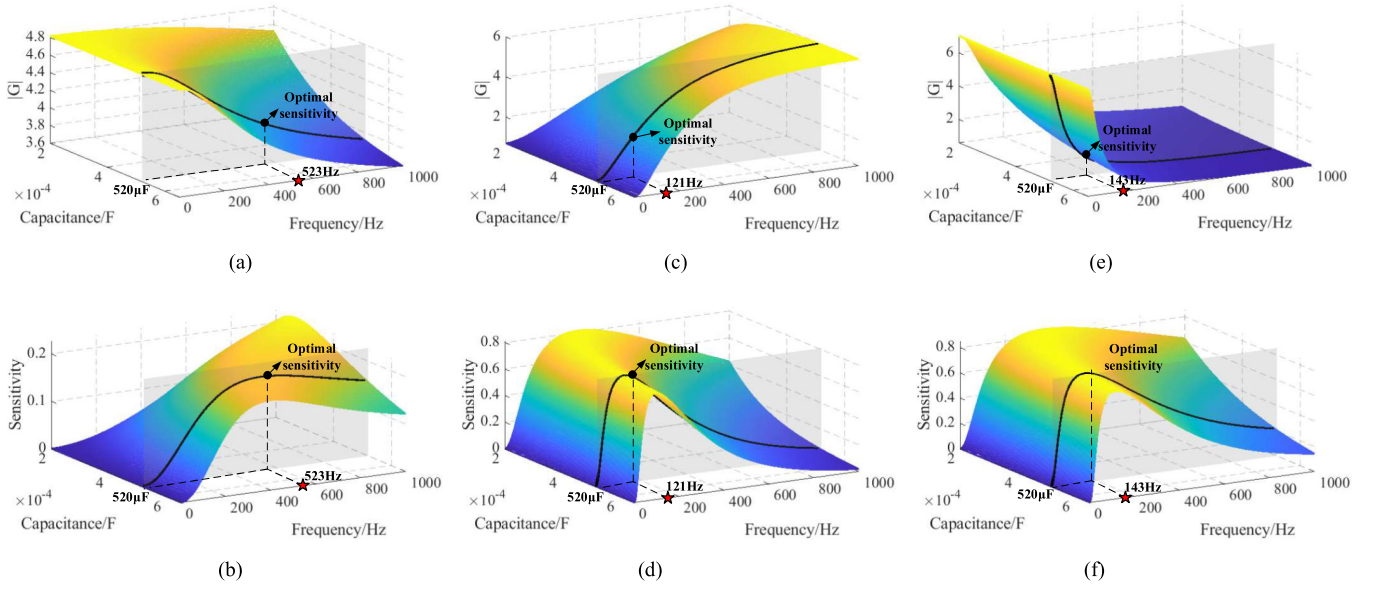 4.8
4.6
4.4
4.2
4
3.8
3.6
|G|
2
4
6
×10⁻⁴
Capacitance/F
520μF
Optimal
sensitivity
523Hz
0
200
400
600
800
1000
Frequency/Hz
(a)
6
4
2
|G|
2
4
6
×10⁻⁴
Capacitance/F
520μF
Optimal
sensitivity
121Hz
0
200
400
600
800
1000
Frequency/Hz
(c)
6
4
2
|G|
2
4
6
×10⁻⁴
Capacitance/F
520μF
Optimal
sensitivity
143Hz
0
200
400
600
800
1000
Frequency/Hz
(e)
0.2
0.1
0
Sensitivity
2
4
6
×10⁻⁴
Capacitance/F
520μF
Optimal
sensitivity
523Hz
0
200
400
600
800
1000
Frequency/Hz
(b)
0.8
0.6
0.4
0.2
0
Sensitivity
2
4
6
×10⁻⁴
Capacitance/F
520μF
Optimal
sensitivity
121Hz
0
200
400
600
800
1000
Frequency/Hz
(d)
0.8
0.6
0.4
0.2
0
Sensitivity
2
4
6
×10⁻⁴
Capacitance/F
520μF
Optimal
sensitivity
143Hz
0
200
400
600
800
1000
Frequency/Hz
(f)